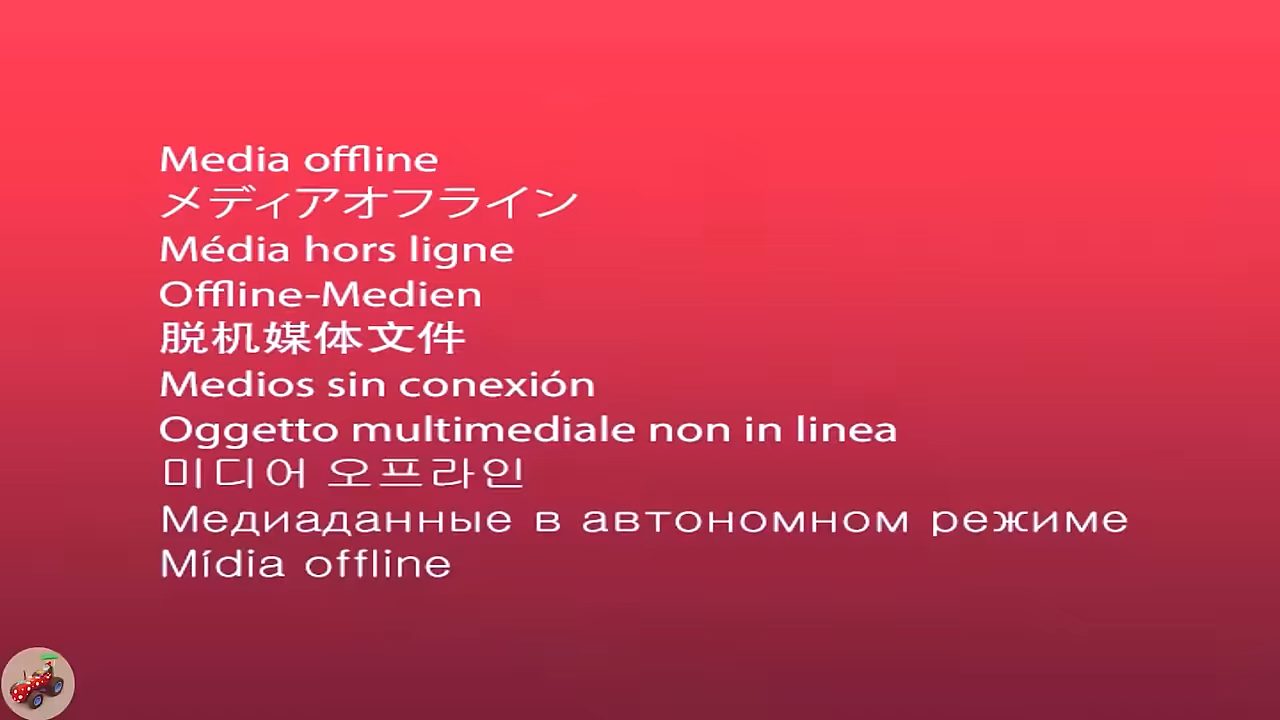 Media offline
メディアオフライン
Média hors ligne
Offline-Medien
脱机媒体文件
Medios sin conexión
Oggetto multimediale non in linea
미디어 오프라인
Медиаданные в автономном режиме
Mídia offline